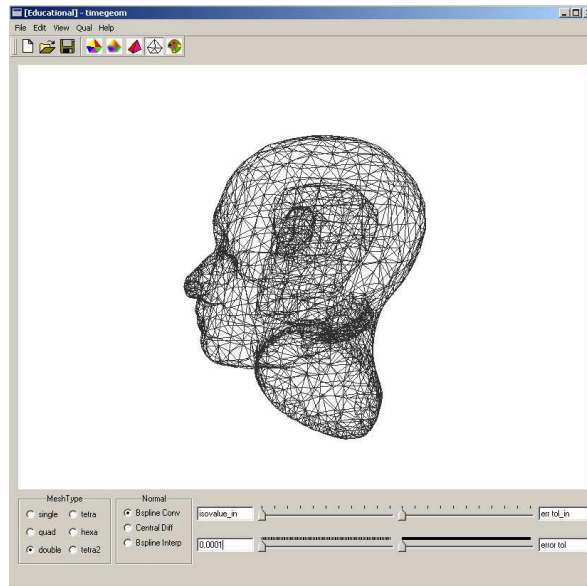 [Educational] - timegeom
File Edit View Qual Help
MeshType
single tetra
quad hexa
double tetra2
Normal
Bspline Conv
Central Diff
Bspline Interp
isovalue_in
err tol_in
0.0001
error tol